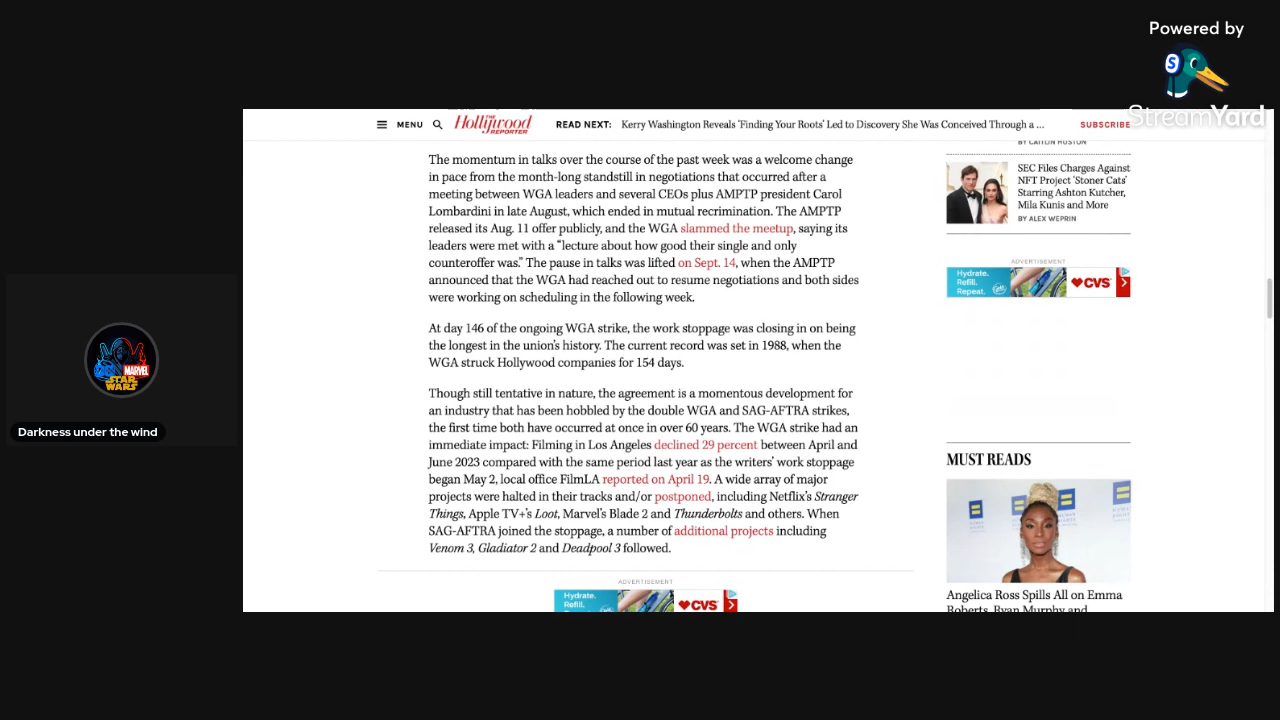 Powered by
StreamYard
MENU
THE
Hollywood
REPORTER
READ NEXT: Kerry Washington Reveals 'Finding Your Roots' Led to Discovery She Was Conceived Through a ...
SUBSCRIBE
The momentum in talks over the course of the past week was a welcome change
in pace from the month-long standstill in negotiations that occurred after a
meeting between WGA leaders and several CEOs plus AMPTP president Carol
Lombardini in late August, which ended in mutual recrimination. The AMPTP
released its Aug. 11 offer publicly, and the WGA slammed the meetup, saying its
leaders were met with a “lecture about how good their single and only
counteroffer was.” The pause in talks was lifted on Sept. 14, when the AMPTP
announced that the WGA had reached out to resume negotiations and both sides
were working on scheduling in the following week.
At day 146 of the ongoing WGA strike, the work stoppage was closing in on being
the longest in the union’s history. The current record was set in 1988, when the
WGA struck Hollywood companies for 154 days.
Though still tentative in nature, the agreement is a momentous development for
an industry that has been hobbled by the double WGA and SAG-AFTRA strikes,
the first time both have occurred at once in over 60 years. The WGA strike had an
immediate impact: Filming in Los Angeles declined 29 percent between April and
June 2023 compared with the same period last year as the writers’ work stoppage
began May 2, local office FilmLA reported on April 19. A wide array of major
projects were halted in their tracks and/or postponed, including Netflix’s Stranger
Things, Apple TV+’s Loot, Marvel’s Blade 2 and Thunderbolts and others. When
SAG-AFTRA joined the stoppage, a number of additional projects including
Venom 3, Gladiator 2 and Deadpool 3 followed.
ADVERTISEMENT
Hydrate.
Refill.
CVS
BY CAITLIN HUSTON
SEC Files Charges Against
NFT Project ‘Stoner Cats’
Starring Ashton Kutcher,
Mila Kunis and More
BY ALEX WEPRIN
ADVERTISEMENT
Hydrate.
Refill.
Repeat.
CVS
MUST READS
Angelica Ross Spills All on Emma
Roberts, Ryan Murphy and
MARVEL
STAR
WARS
Darkness under the wind